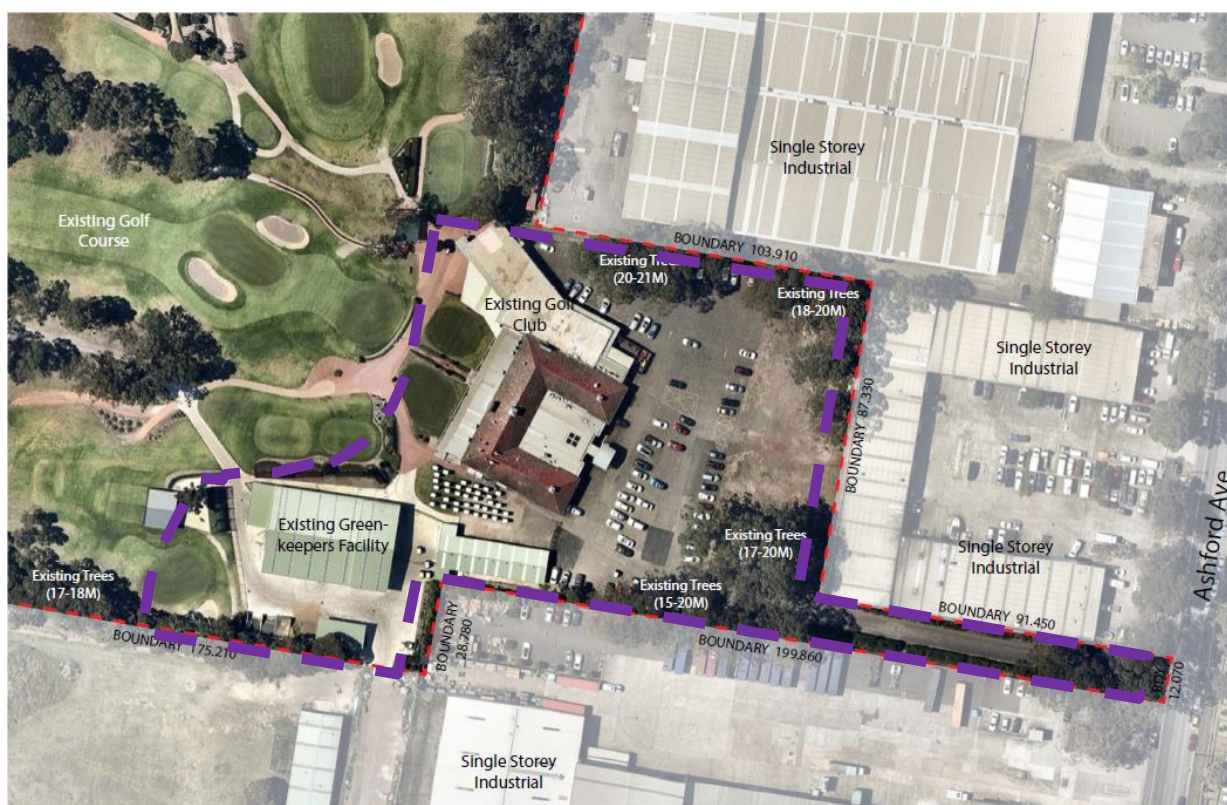 Single Storey
Industrial
Existing Golf
Course
BOUNDARY 103.910
Existing Trees
(20-21M)
Existing Trees
(18-20M)
Existing Golf
Club
Single Storey
Industrial
BOUNDARY 87.330
Ashford Ave
Existing Green-
keepers Facility
Existing Trees
(17-20M)
Single Storey
Industrial
Existing Trees
(17-18M)
Existing Trees
(15-20M)
BOUNDARY 91.450
BOUNDARY 175.210
BOUNDARY
28.780
BOUNDARY 199.860
BDY
12.070
Single Storey
Industrial